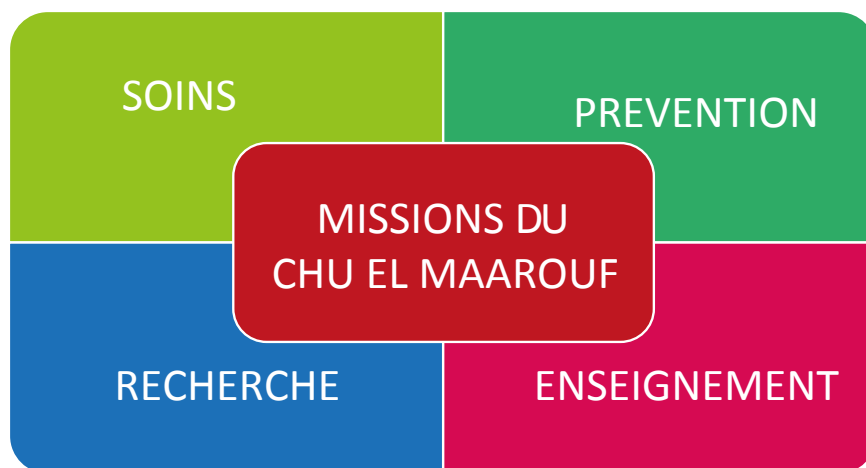 SOINS
PREVENTION
MISSIONS DU
CHU EL MAAROUF
RECHERCHE
ENSEIGNEMENT